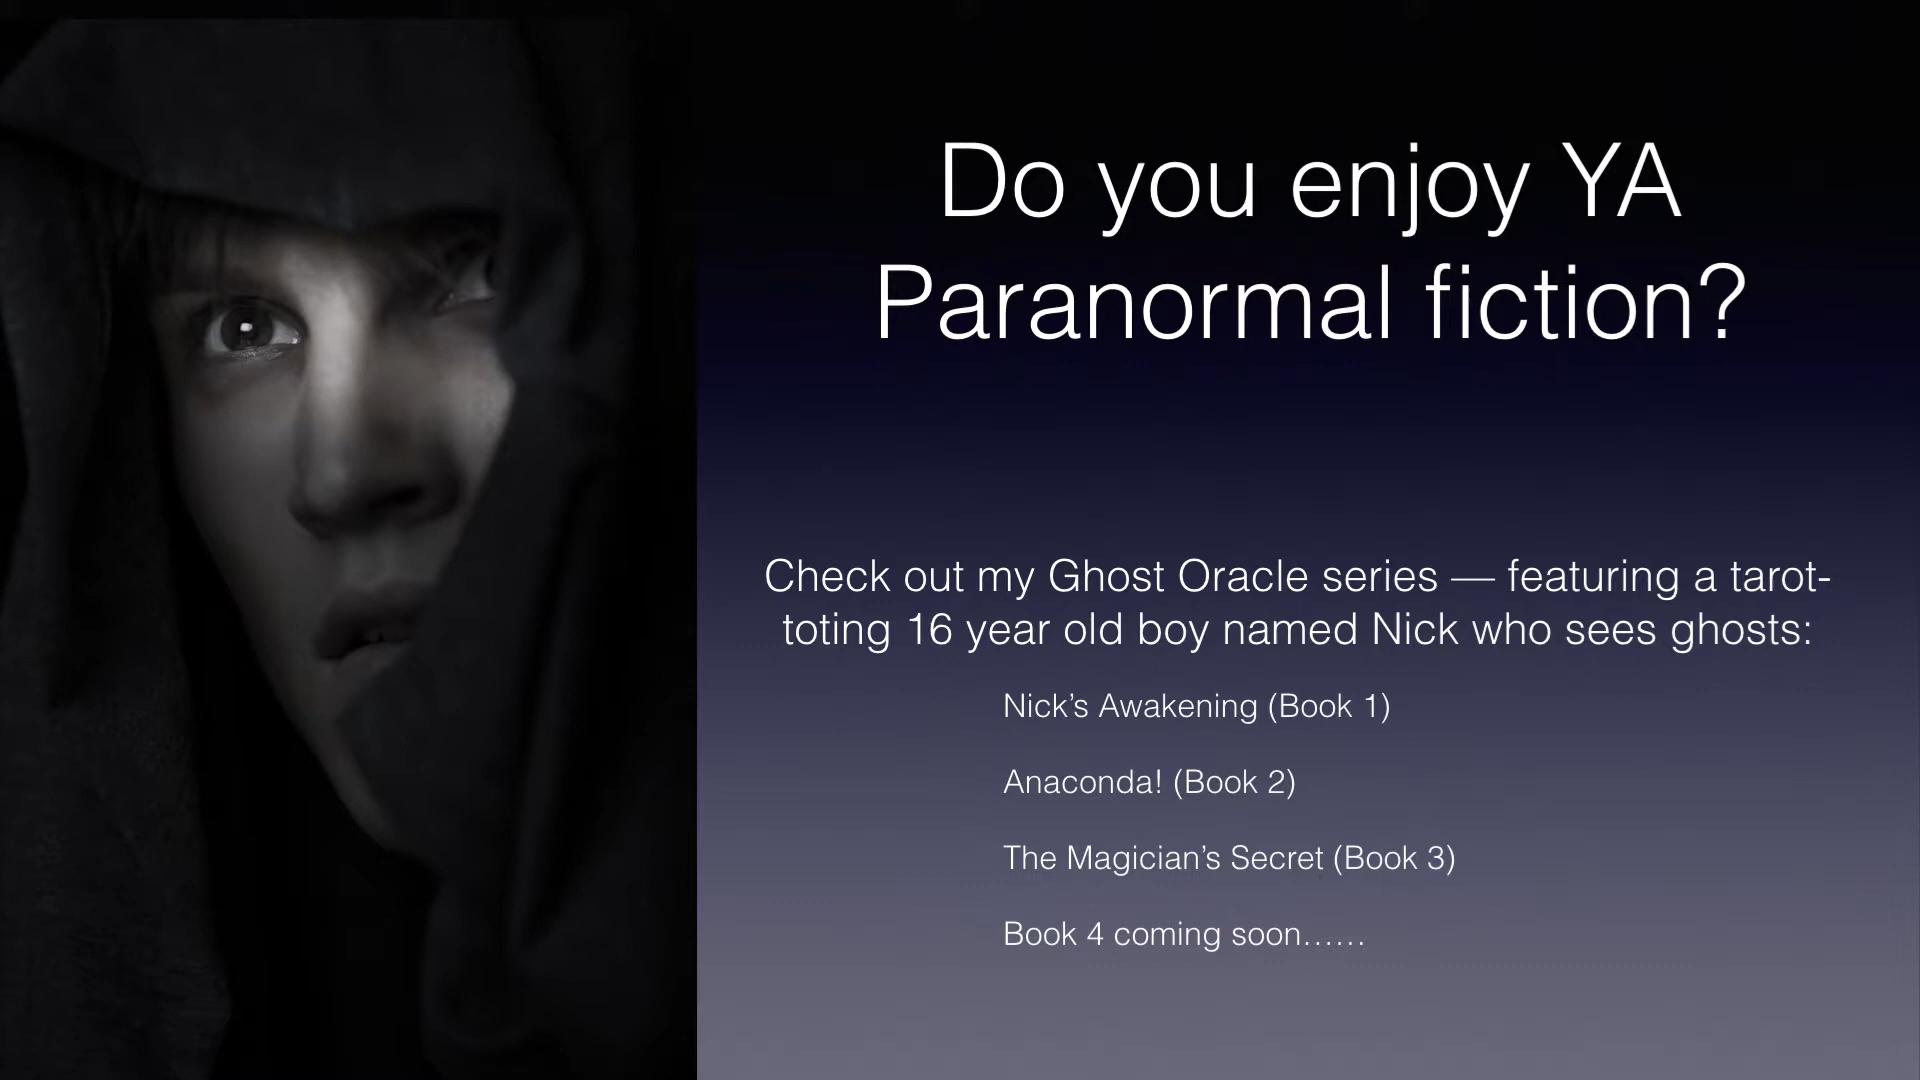 Do you enjoy YA
Paranormal fiction?
Check out my Ghost Oracle series — featuring a tarot-
toting 16 year old boy named Nick who sees ghosts:
Nick’s Awakening (Book 1)
Anaconda! (Book 2)
The Magician’s Secret (Book 3)
Book 4 coming soon……